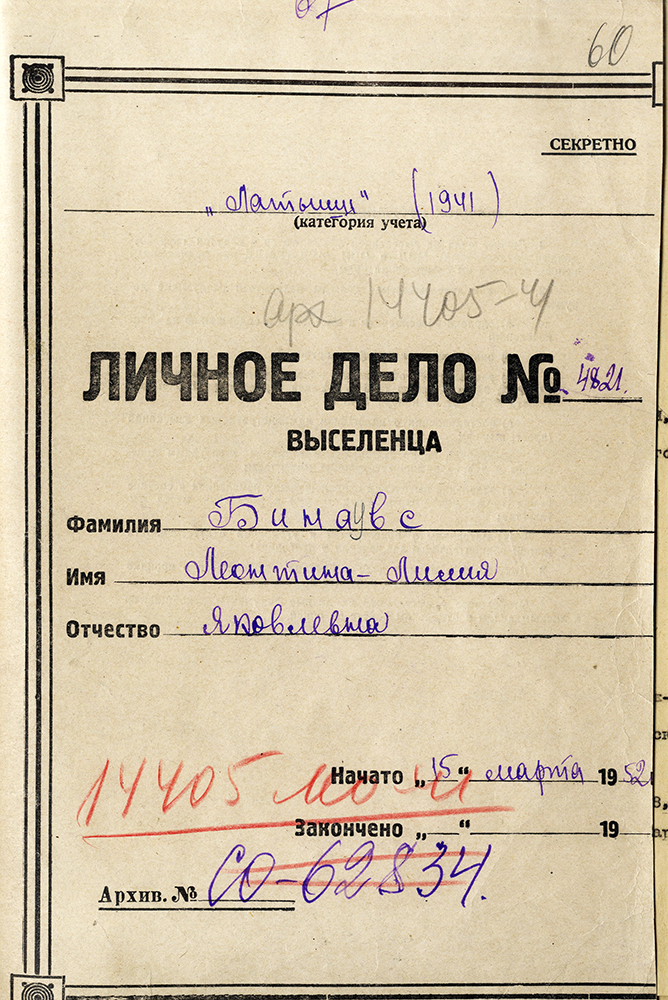 60
СЕКРЕТНО
„Латыши“ (1941)
(категория учета)
арх 14405-Ч
ЛИЧНОЕ ДЕЛО № 4821.
ВЫСЕЛЕНЦА
Фамилия Бинаувс
Имя Леонтина-Лилия
Отчество Яковлевна
Начато „15“ марта 1952
14405
Закончено „ “ 19
Архив. № СО-62834.